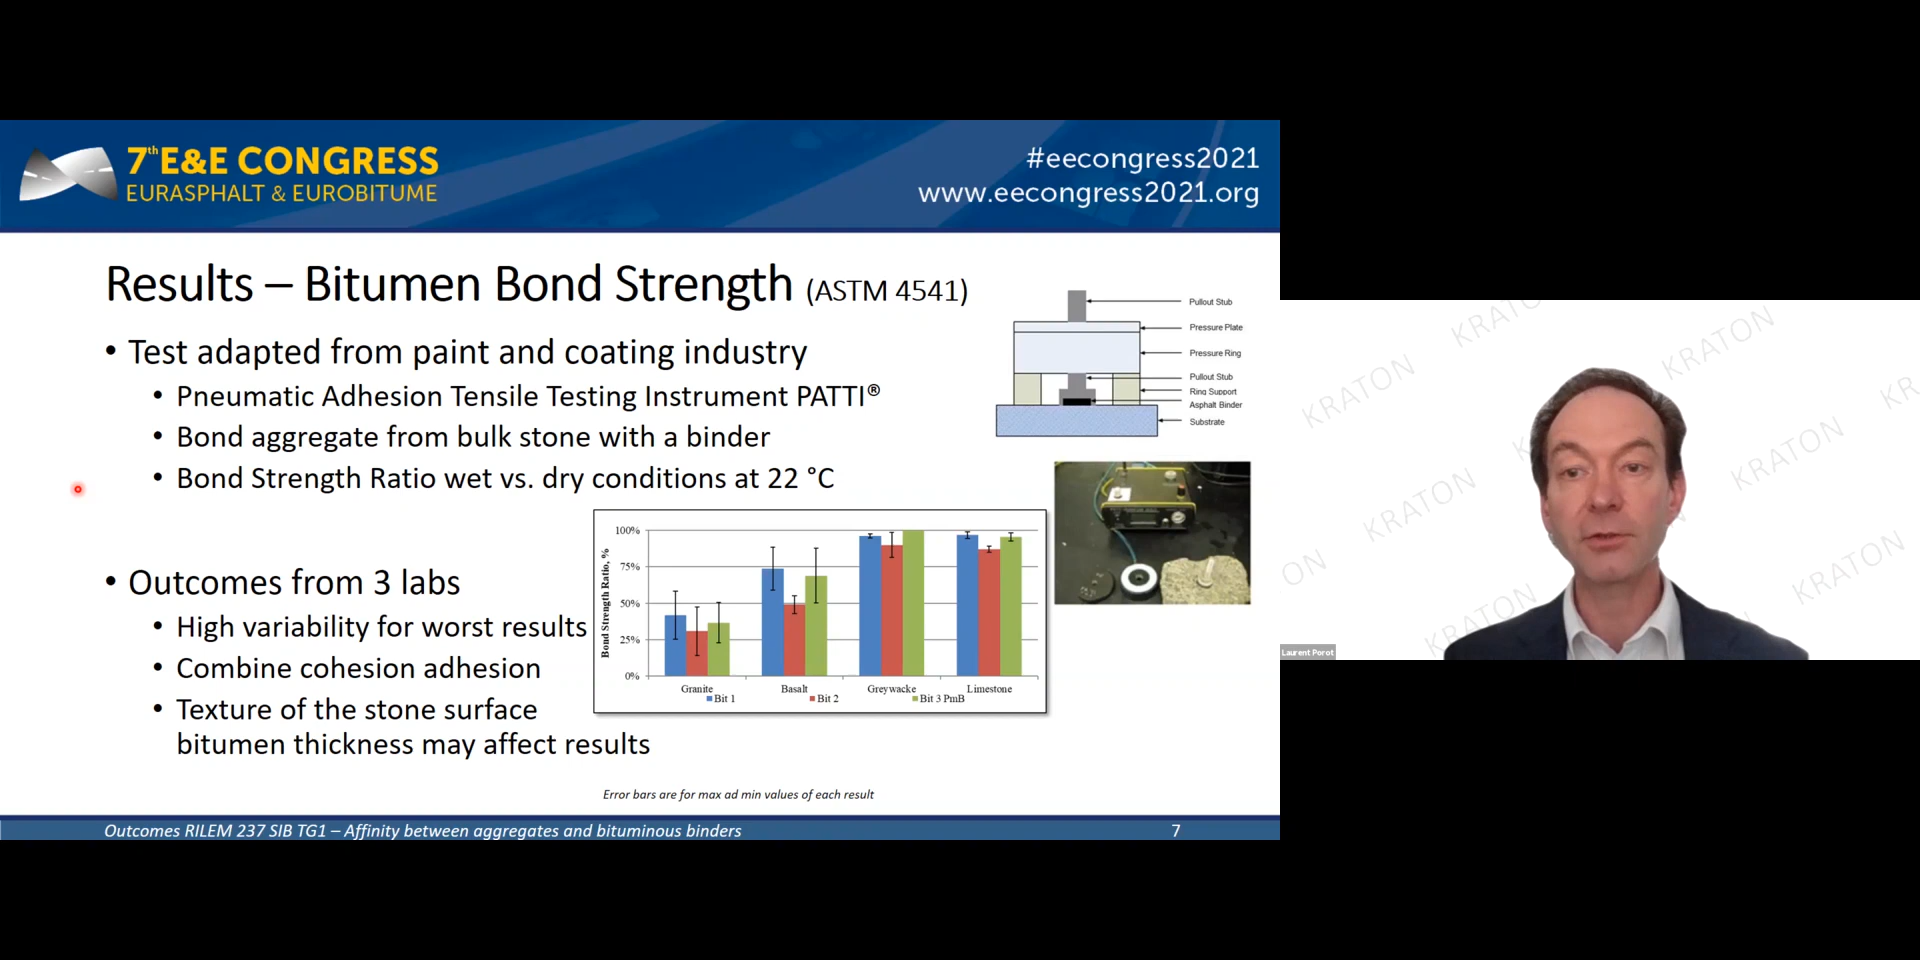 7th E&E CONGRESS
EURASPHALT & EUROBITUME
#eecongress2021
www.eecongress2021.org
Results – Bitumen Bond Strength (ASTM 4541)
• Test adapted from paint and coating industry
• Pneumatic Adhesion Tensile Testing Instrument PATTI®
• Bond aggregate from bulk stone with a binder
• Bond Strength Ratio wet vs. dry conditions at 22 °C
• Outcomes from 3 labs
• High variability for worst results
• Combine cohesion adhesion
• Texture of the stone surface
bitumen thickness may affect results
Pullout Stub
Pressure Plate
Pressure Ring
Pullout Stub
Ring Support
Asphalt Binder
Substrate
Bond Strength Ratio, %
100%
75%
50%
25%
0%
Granite Basalt Greywacke Limestone
Bit 1 Bit 2 Bit 3 PmB
Error bars are for max ad min values of each result
Outcomes RILEM 237 SIB TG1 – Affinity between aggregates and bituminous binders
7
KRATON
KRATON
KRATON
KRATON
KRATON
KRATON
KRATON
KRATON
Laurent Porot